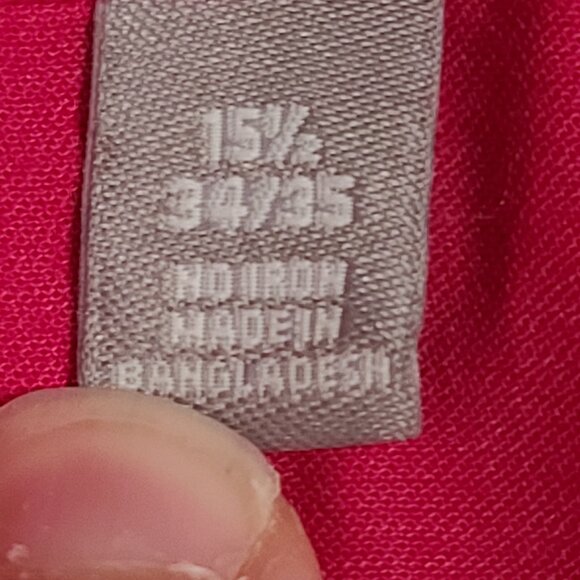 15½
34/35
NO IRON
MADE IN
BANGLADESH